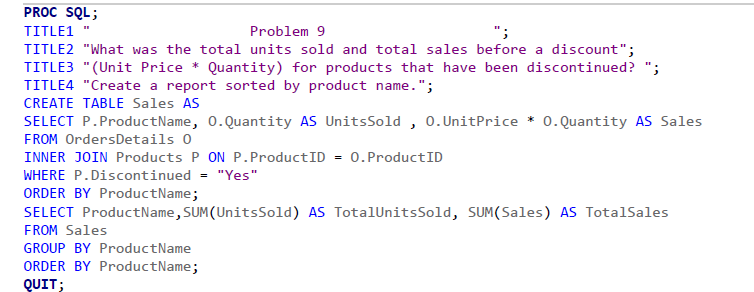 PROC SQL;
TITLE1 "                   Problem 9                    ";
TITLE2 "What was the total units sold and total sales before a discount";
TITLE3 "(Unit Price * Quantity) for products that have been discontinued? ";
TITLE4 "Create a report sorted by product name.";
CREATE TABLE Sales AS
SELECT P.ProductName, O.Quantity AS UnitsSold , O.UnitPrice * O.Quantity AS Sales
FROM OrdersDetails O
INNER JOIN Products P ON P.ProductID = O.ProductID
WHERE P.Discontinued = "Yes"
ORDER BY ProductName;
SELECT ProductName,SUM(UnitsSold) AS TotalUnitsSold, SUM(Sales) AS TotalSales
FROM Sales
GROUP BY ProductName
ORDER BY ProductName;
QUIT;